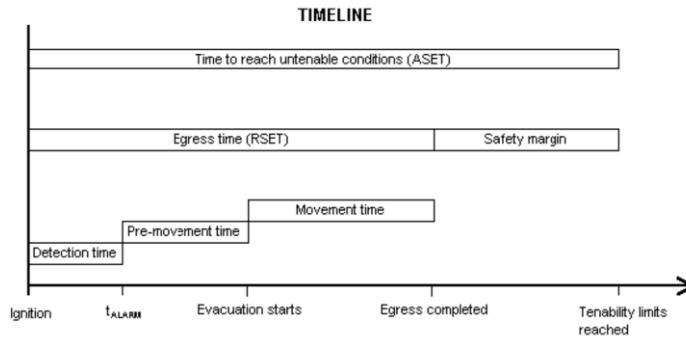 TIMELINE
Time to reach untenable conditions (ASET)
Egress time (RSET)
Safety margin
Movement time
Pre-movement time
Detection time
Ignition
tALARM
Evacuation starts
Egress completed
Tenability limits
reached